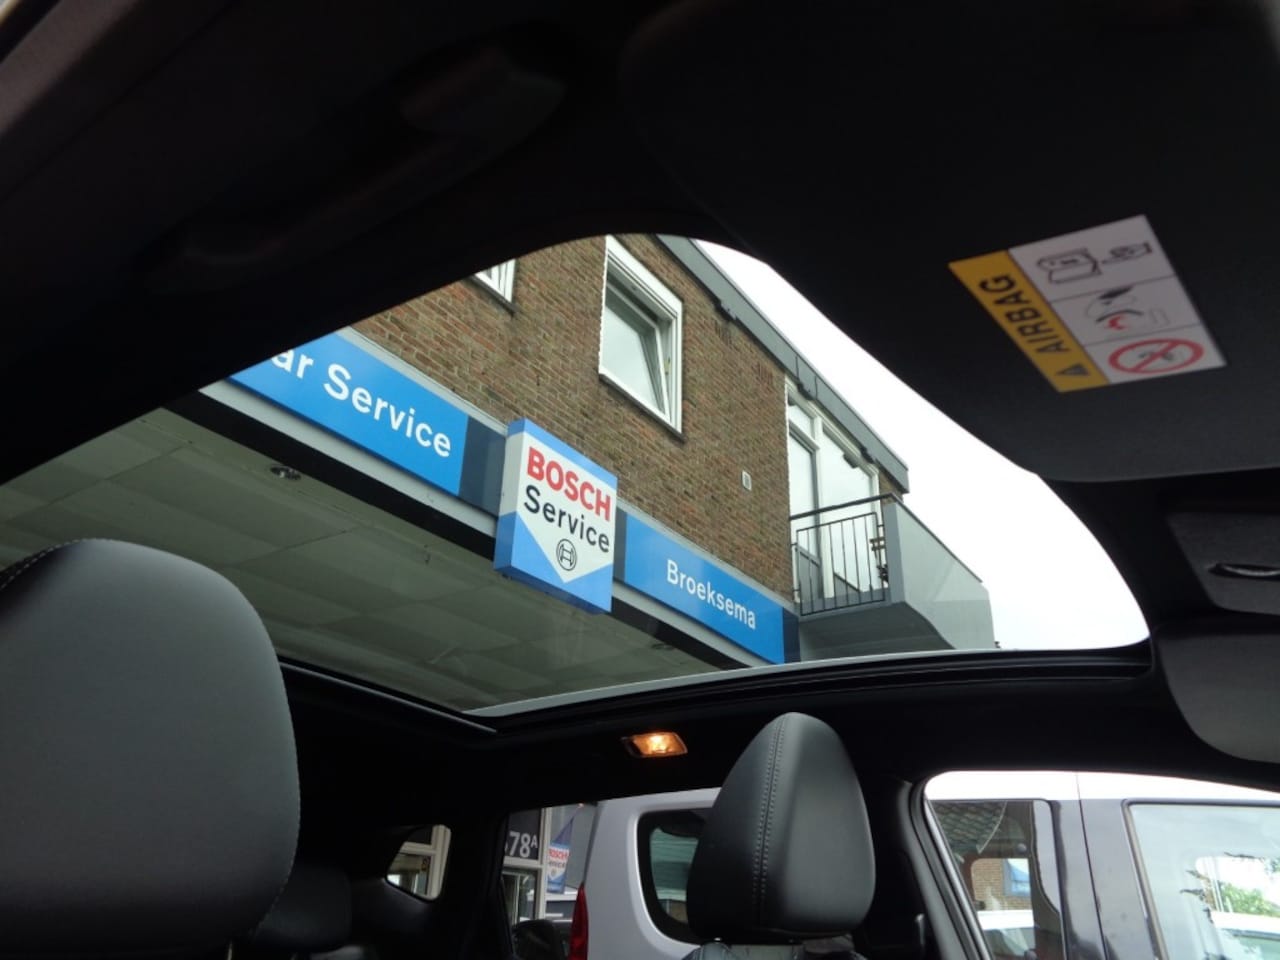 ar Service
BOSCH
Service
Broeksema
AIRBAG
78A
BOSCH